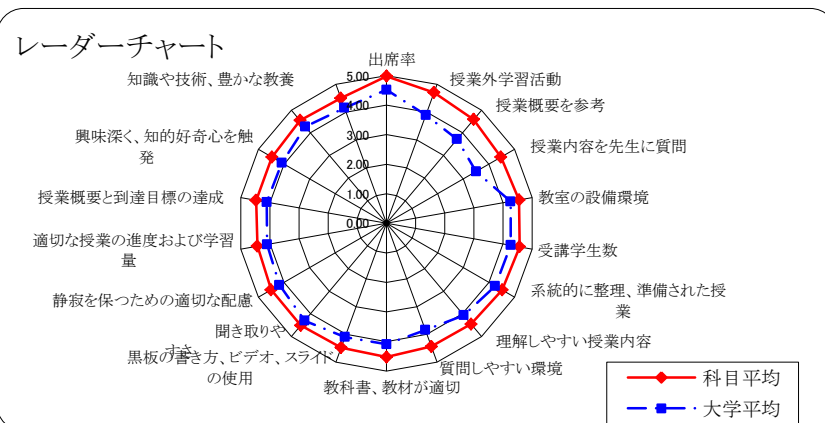 レーダーチャート
出席率
授業外学習活動
授業概要を参考
授業内容を先生に質問
教室の設備環境
受講学生数
系統的に整理、準備された授
業
理解しやすい授業内容
質問しやすい環境
教科書、教材が適切
黒板の書き方、ビデオ、スライド
の使用
聞き取りや
すさ
静寂を保つための適切な配慮
適切な授業の進度および学習
量
授業概要と到達目標の達成
興味深く、知的好奇心を触
発
知識や技術、豊かな教養
5.00
4.00
3.00
2.00
1.00
0.00
科目平均
大学平均